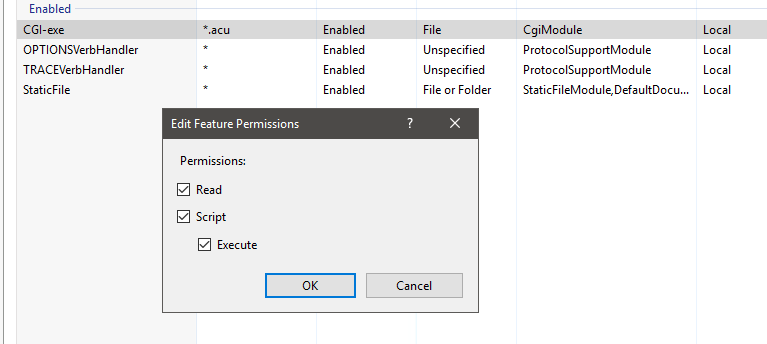 Enabled
CGI-exe *.acu Enabled File CgiModule Local
OPTIONSVerbHandler * Enabled Unspecified ProtocolSupportModule Local
TRACEVerbHandler * Enabled Unspecified ProtocolSupportModule Local
StaticFile * Enabled File or Folder StaticFileModule,DefaultDocu... Local
Edit Feature Permissions ?
Permissions:
Read
Script
Execute
OK Cancel